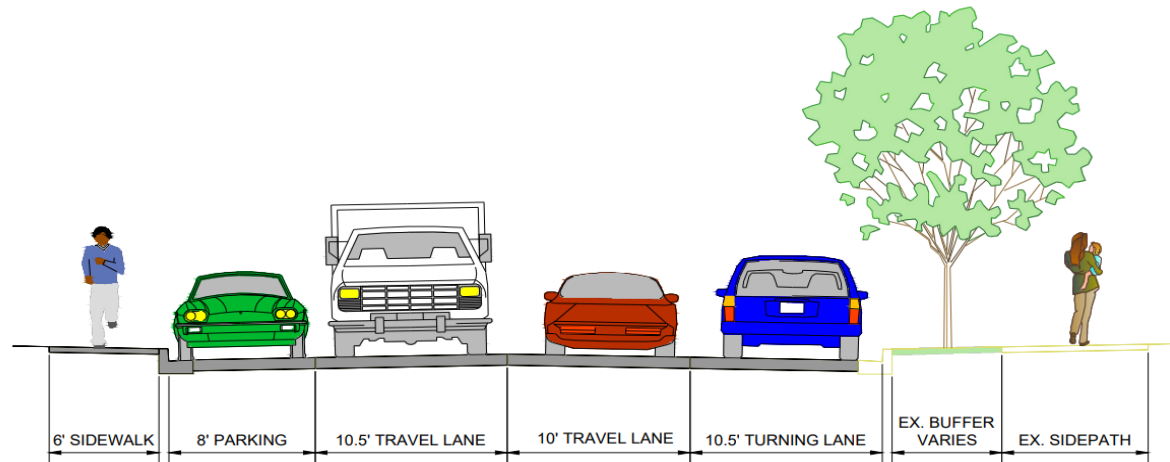 6' SIDEWALK
8' PARKING
10.5' TRAVEL LANE
10' TRAVEL LANE
10.5' TURNING LANE
EX. BUFFER
VARIES
EX. SIDEPATH